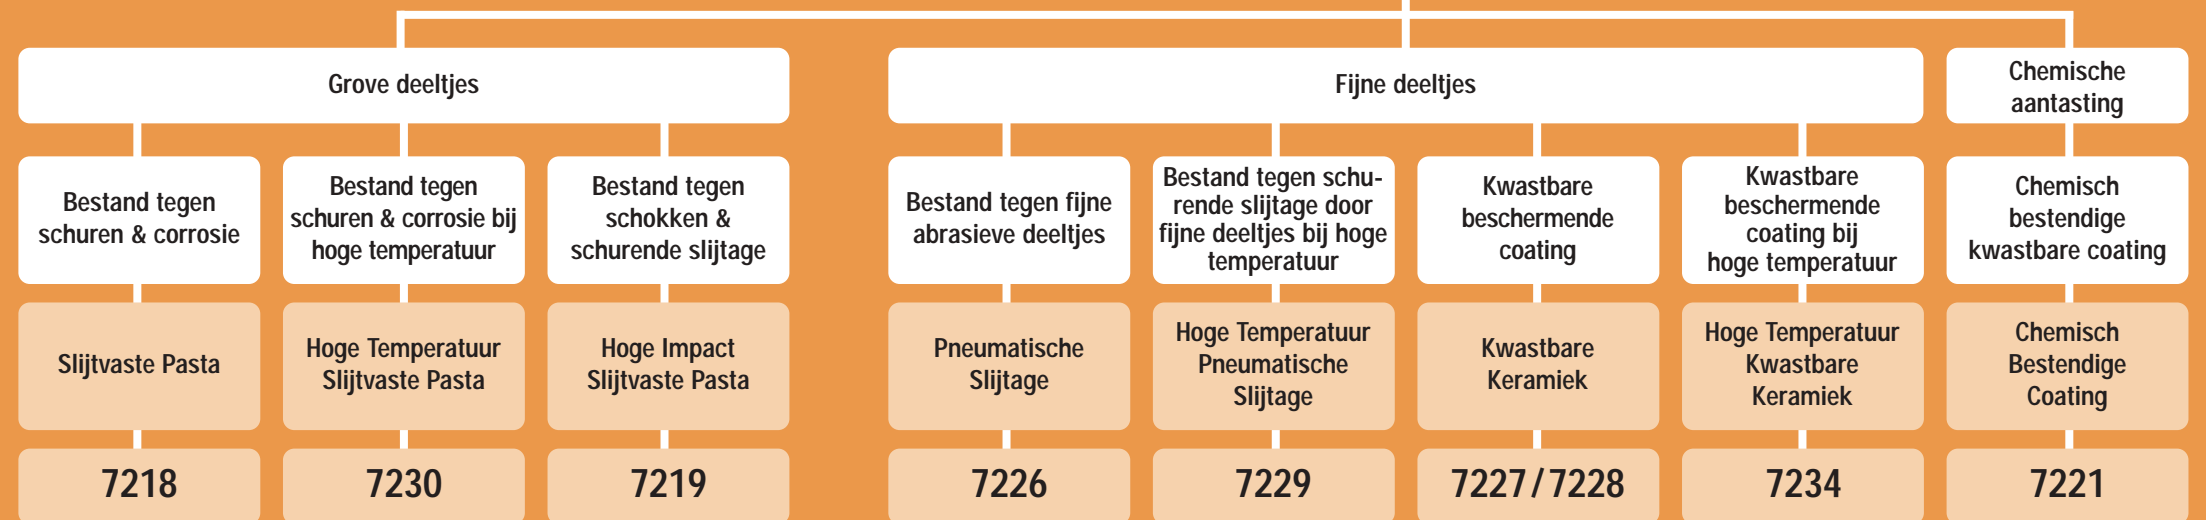 Grove deeltjes
Fijne deeltjes
Chemische
aantasting
Bestand tegen
schuren & corrosie
Bestand tegen
schuren & corrosie bij
hoge temperatuur
Bestand tegen
schokken &
schurende slijtage
Bestand tegen fijne
abrasieve deeltjes
Bestand tegen schu-
rende slijtage door
fijne deeltjes bij hoge
temperatuur
Kwastbare
beschermende
coating
Kwastbare
beschermende
coating bij
hoge temperatuur
Chemisch
bestendige
kwastbare coating
Slijtvaste Pasta
Hoge Temperatuur
Slijtvaste Pasta
Hoge Impact
Slijtvaste Pasta
Pneumatische
Slijtage
Hoge Temperatuur
Pneumatische
Slijtage
Kwastbare
Keramiek
Hoge Temperatuur
Kwastbare
Keramiek
Chemisch
Bestendige
Coating
7218
7230
7219
7226
7229
7227/7228
7234
7221